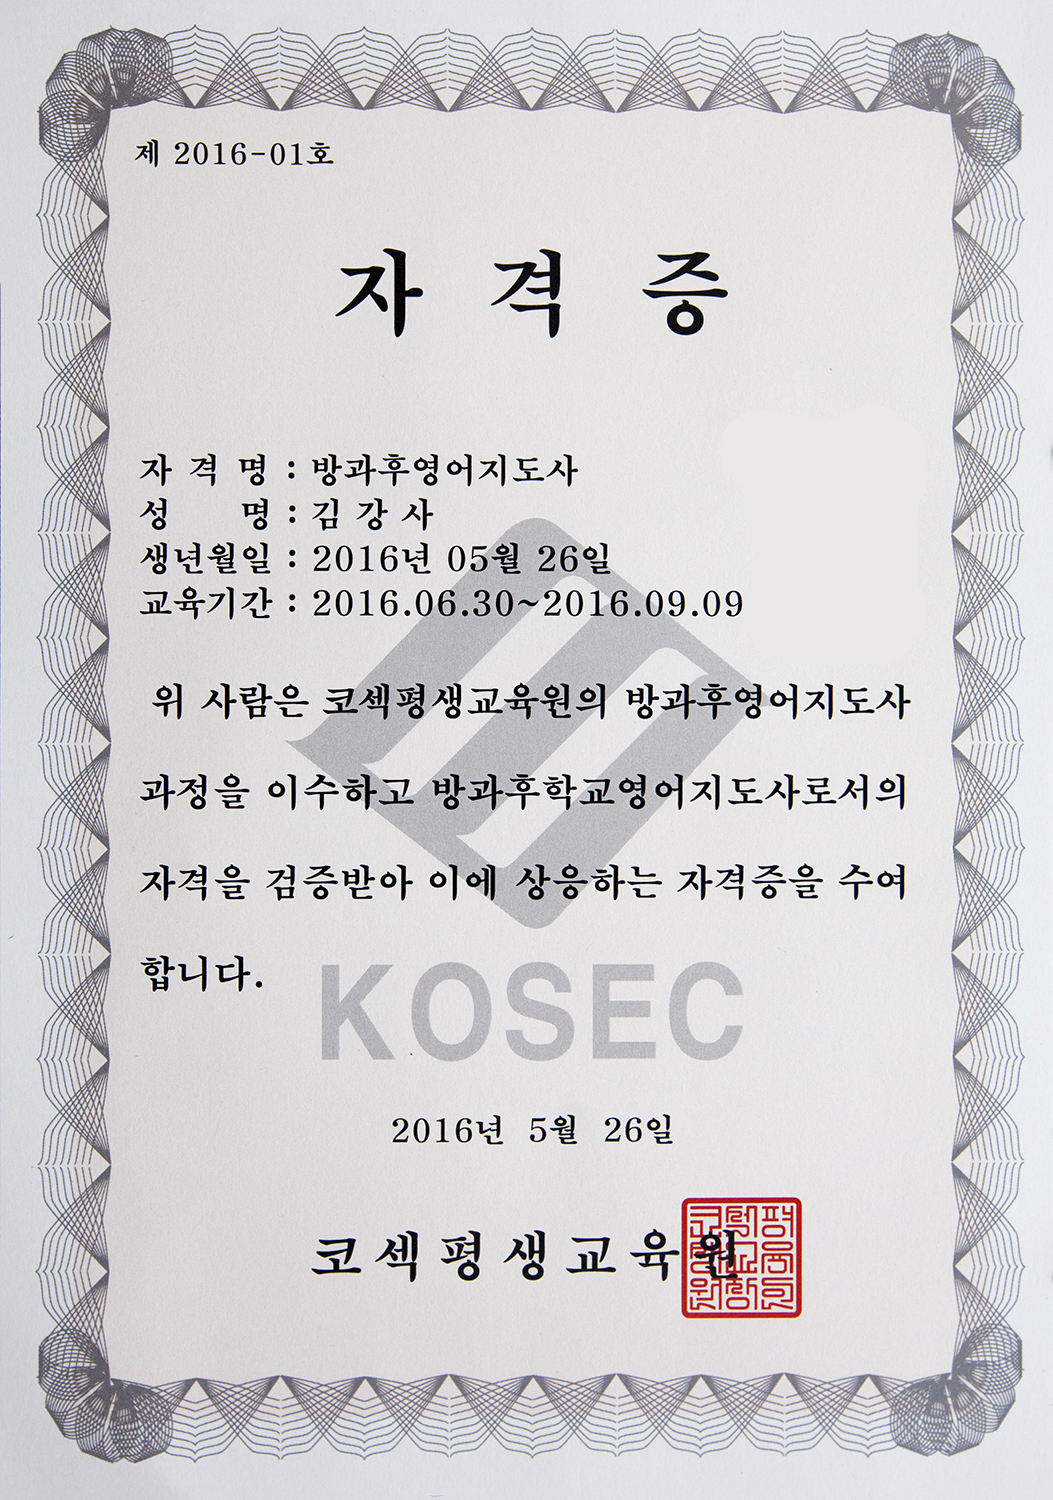 제 2016-01호
자 격 증
자 격 명 : 방과후영어지도사
성 명 : 김 강 사
생년월일 : 2016년 05월 26일
교육기간 : 2016.06.30~2016.09.09
위 사람은 코섹평생교육원의 방과후영어지도사
과정을 이수하고 방과후학교영어지도사로서의
자격을 검증받아 이에 상응하는 자격증을 수여
합니다.
KOSEC
2016년 5월 26일
코섹평생교육원